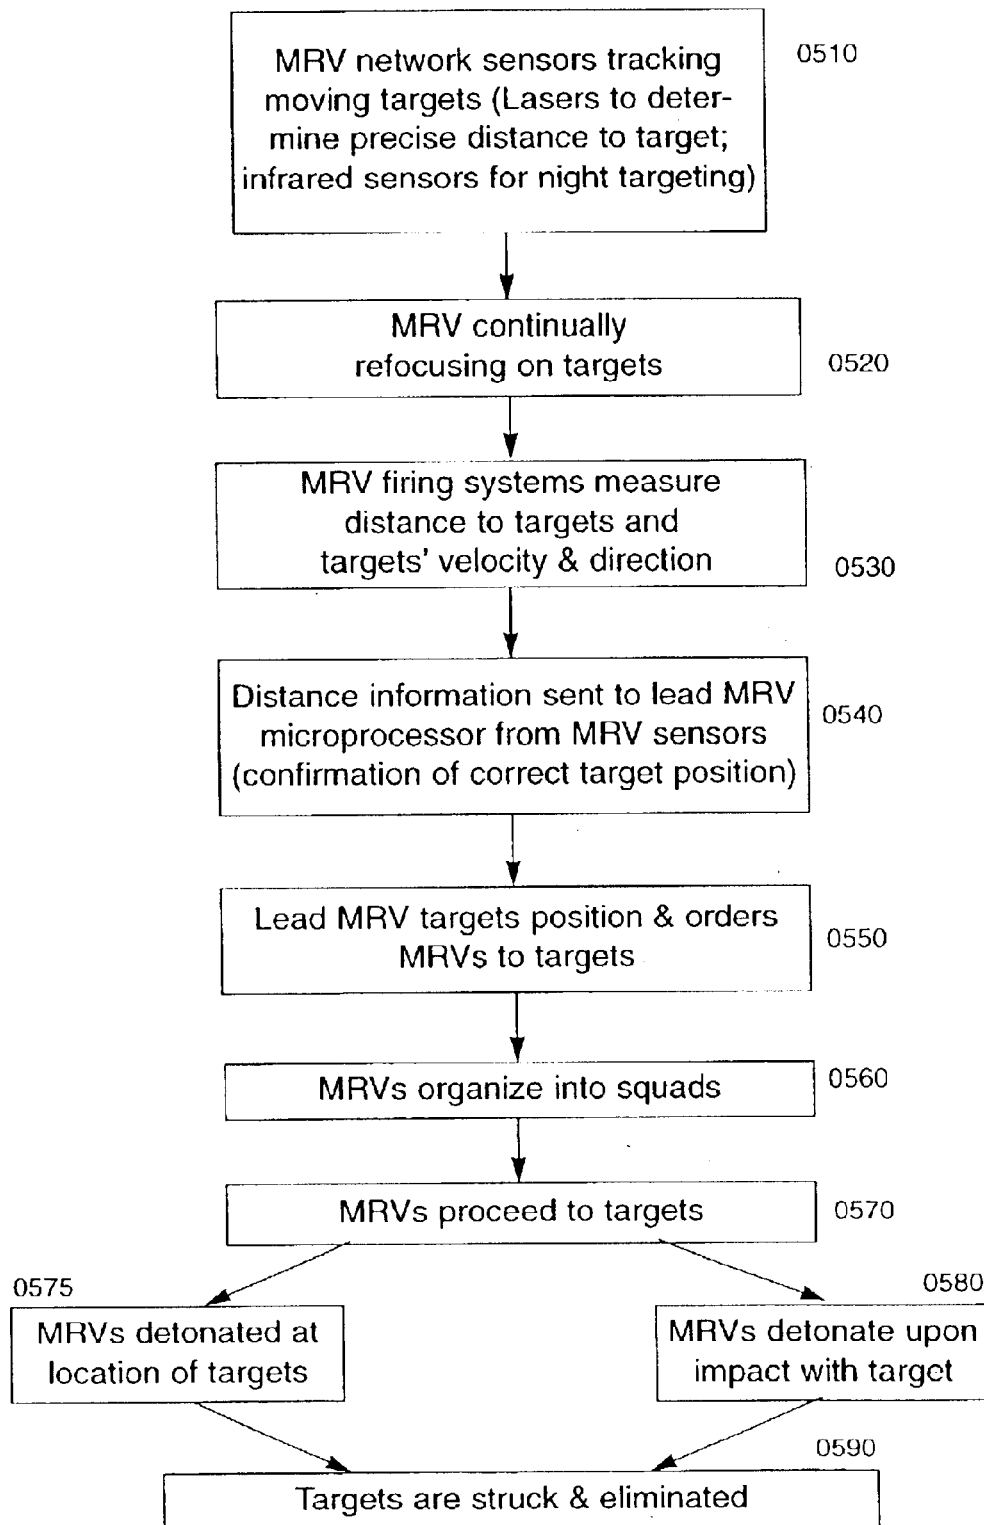 MRV network sensors tracking
moving targets (Lasers to deter-
mine precise distance to target;
infrared sensors for night targeting)
0510
MRV continually
refocusing on targets
0520
MRV firing systems measure
distance to targets and
targets' velocity & direction
0530
Distance information sent to lead MRV
microprocessor from MRV sensors
(confirmation of correct target position)
0540
Lead MRV targets position & orders
MRVs to targets
0550
MRVs organize into squads
0560
MRVs proceed to targets
0570
0575
MRVs detonated at
location of targets
0580
MRVs detonate upon
impact with target
0590
Targets are struck & eliminated